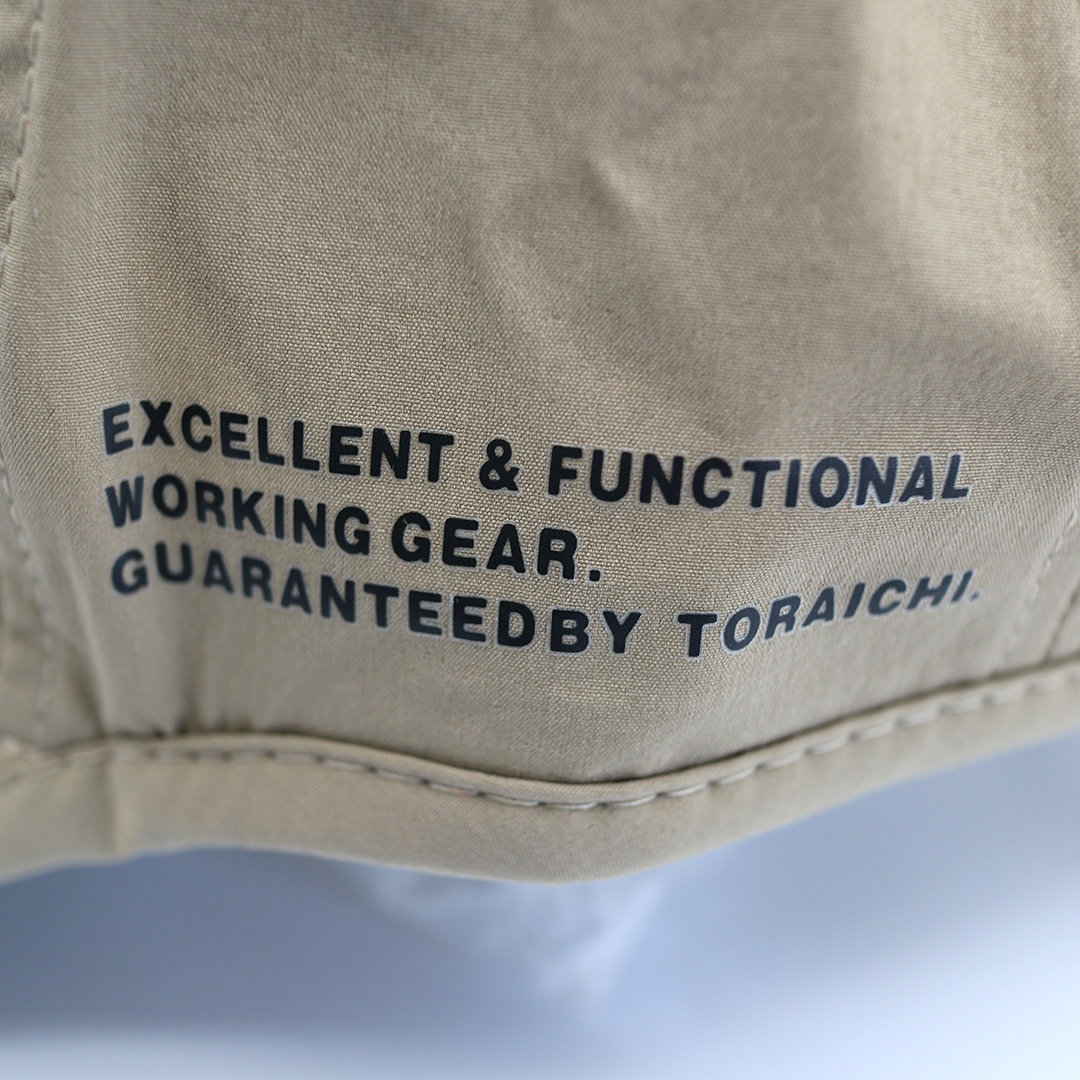 EXCELLENT & FUNCTIONAL
WORKING GEAR.
GUARANTEEDBY TORAICHI.